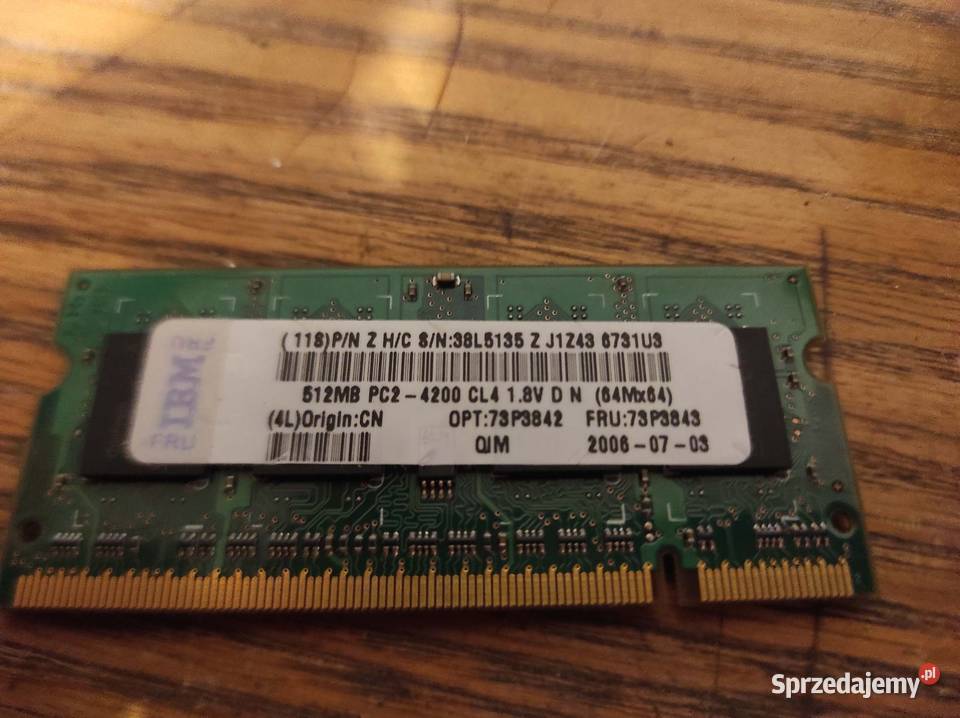 IBM
FRU
(11S)P/N Z H/C S/N:38L5135 Z J1Z43 6731U3
512MB PC2-4200 CL4 1.8V D N (64Mx64)
(4L)Origin:CN OPT:73P3842 FRU:73P3843
QIM 2006-07-03
Sprzedajemy.pl